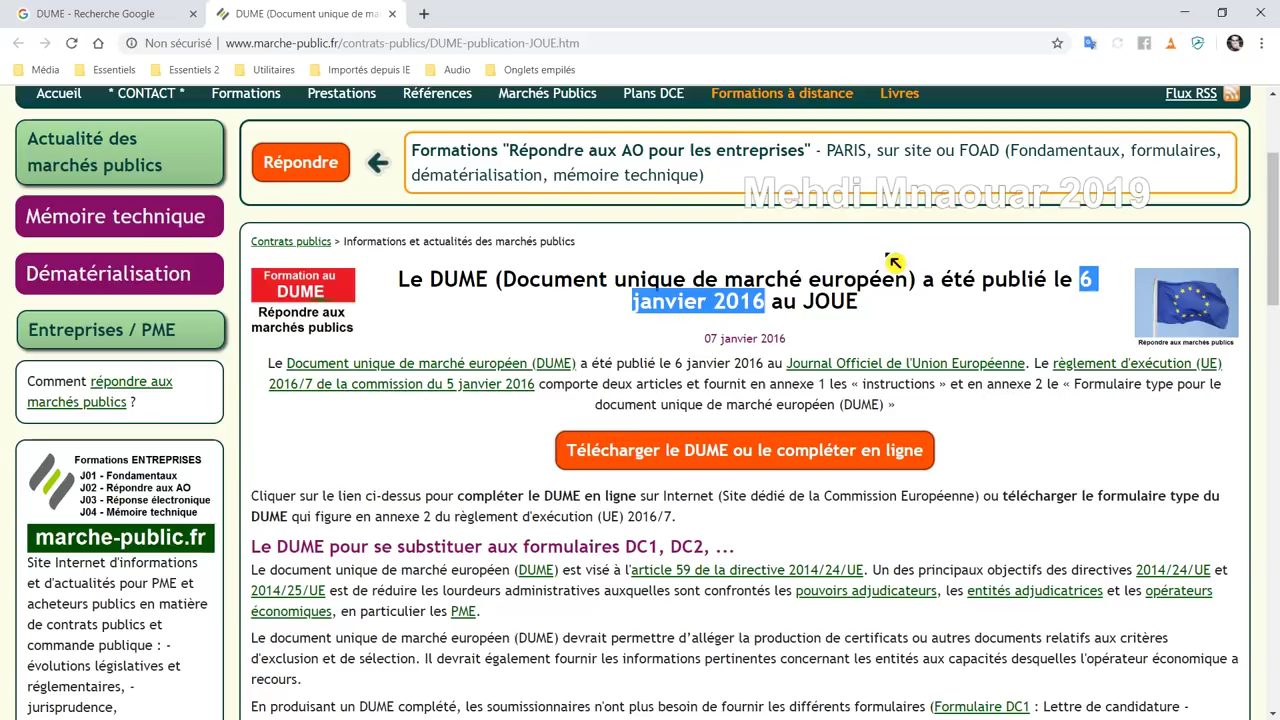 DUME - Recherche Google
DUME (Document unique de ma
Non sécurisé
www.marche-public.fr/contrats-publics/DUME-publication-JOUE.htm
Média Essentiels Essentiels 2 Utilitaires Importés depuis IE Audio Onglets empilés
Accueil * CONTACT * Formations Prestations Références Marchés Publics Plans DCE Formations à distance Livres Flux RSS
Actualité des
marchés publics
Mémoire technique
Dématérialisation
Entreprises / PME
Comment répondre aux
marchés publics ?
Formations ENTREPRISES
J01 - Fondamentaux
J02 - Répondre aux AO
J03 - Réponse électronique
J04 - Mémoire technique
marche-public.fr
Site Internet d'informations
et d'actualités pour PME et
acheteurs publics en matière
de contrats publics et
commande publique : -
évolutions législatives et
réglementaires, -
jurisprudence,
Répondre
Formations "Répondre aux AO pour les entreprises" - PARIS, sur site ou FOAD (Fondamentaux, formulaires,
dématérialisation, mémoire technique)
Mehdi Mnaouar 2019
Contrats publics > Informations et actualités des marchés publics
Formation au
DUME
Répondre aux
marchés publics
Le DUME (Document unique de marché européen) a été publié le 6
janvier 2016 au JOUE
Répondre aux marchés publics
07 janvier 2016
Le Document unique de marché européen (DUME) a été publié le 6 janvier 2016 au Journal Officiel de l'Union Européenne. Le règlement d'exécution (UE)
2016/7 de la commission du 5 janvier 2016 comporte deux articles et fournit en annexe 1 les « instructions » et en annexe 2 le « Formulaire type pour le
document unique de marché européen (DUME) »
Télécharger le DUME ou le compléter en ligne
Cliquer sur le lien ci-dessus pour compléter le DUME en ligne sur Internet (Site dédié de la Commission Européenne) ou télécharger le formulaire type du
DUME qui figure en annexe 2 du règlement d'exécution (UE) 2016/7.
Le DUME pour se substituer aux formulaires DC1, DC2, ...
Le document unique de marché européen (DUME) est visé à l'article 59 de la directive 2014/24/UE. Un des principaux objectifs des directives 2014/24/UE et
2014/25/UE est de réduire les lourdeurs administratives auxquelles sont confrontés les pouvoirs adjudicateurs, les entités adjudicatrices et les opérateurs
économiques, en particulier les PME.
Le document unique de marché européen (DUME) devrait permettre d’alléger la production de certificats ou autres documents relatifs aux critères
d'exclusion et de sélection. Il devrait également fournir les informations pertinentes concernant les entités aux capacités desquelles l'opérateur économique a
recours.
En produisant un DUME complété, les soumissionnaires n'ont plus besoin de fournir les différents formulaires (Formulaire DC1 : Lettre de candidature -